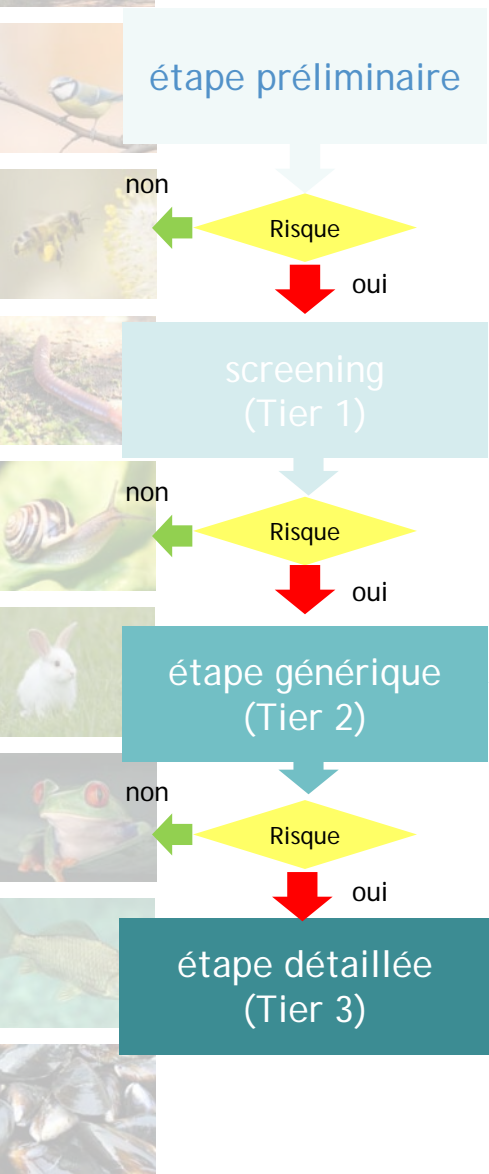 étape préliminaire
non
Risque
oui
screening
(Tier 1)
non
Risque
oui
étape générique
(Tier 2)
non
Risque
oui
étape détaillée
(Tier 3)